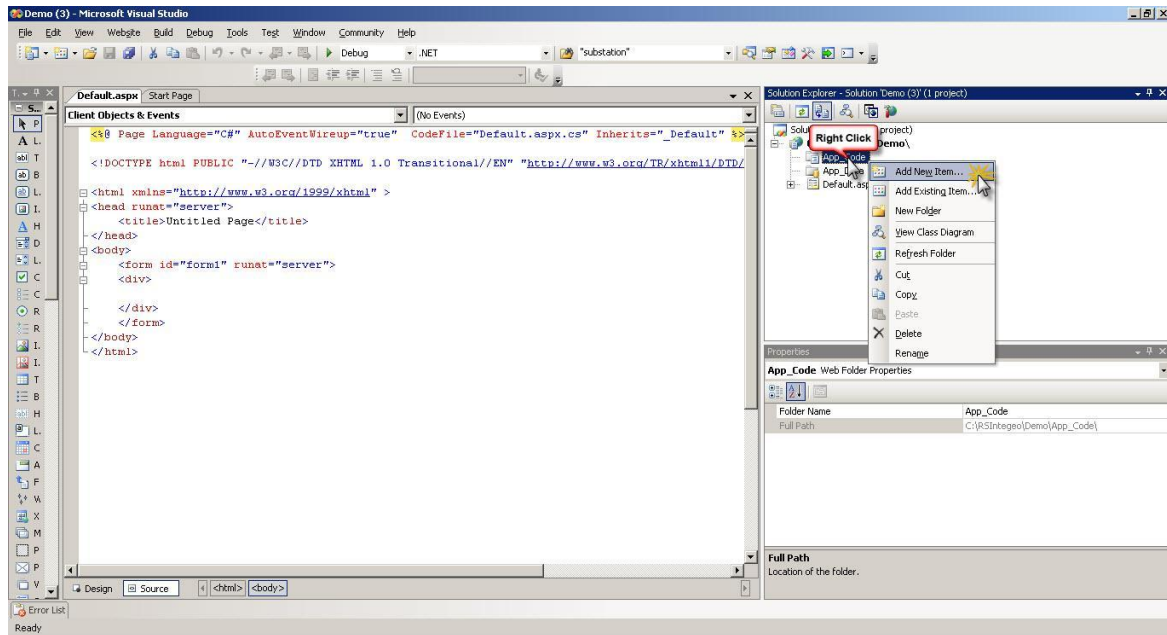 Demo (3) - Microsoft Visual Studio
File Edit View Website Build Debug Tools Test Window Community Help
Debug .NET "substation"
Default.aspx Start Page
Client Objects & Events (No Events)
<%@ Page Language="C#" AutoEventWireup="true" CodeFile="Default.aspx.cs" Inherits="_Default" %>
<!DOCTYPE html PUBLIC "-//W3C//DTD XHTML 1.0 Transitional//EN" "http://www.w3.org/TR/xhtml1/DTD/
<html xmlns="http://www.w3.org/1999/xhtml" >
<head runat="server">
<title>Untitled Page</title>
</head>
<body>
<form id="form1" runat="server">
<div>
</div>
</form>
</body>
</html>
Design Source <html> <body>
T.
S...
P
A L.
abl T
ab B
L.
I.
A H
D
L.
C
C
R
R
I.
I.
T
B
abl H
L.
C
A
F
W
X
M
P
P
V
Solution Explorer - Solution 'Demo (3)' (1 project)
Right Click
project)
Demo\
App_Code
Default.as
Add New Item...
Add Existing Item...
New Folder
View Class Diagram
Refresh Folder
Cut
Copy
Paste
Delete
Rename
Properties
App_Code Web Folder Properties
Folder Name App_Code
Full Path C:\RSIntegeo\Demo\App_Code\
Full Path
Location of the folder.
Error List
Ready